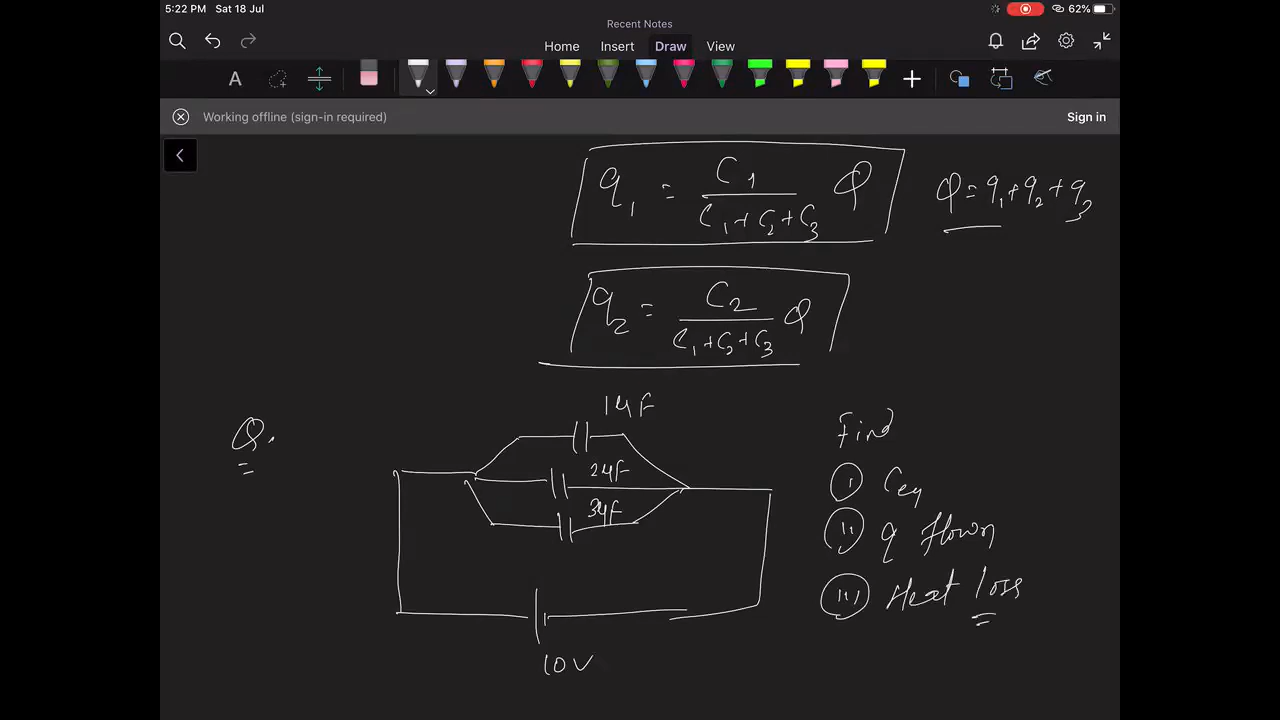 5:22 PM Sat 18 Jul 62%
Recent Notes
Home Insert Draw View
A
Working offline (sign-in required) Sign in
q₁ = C₁ / (C₁ + C₂ + C₃) Q
Q = q₁ + q₂ + q₃
q₂ = C₂ / (C₁ + C₂ + C₃) Q
Q.
1μF
2μF
3μF
10V
Find
(i) Ceq
(ii) q flown
(iii) Heat loss